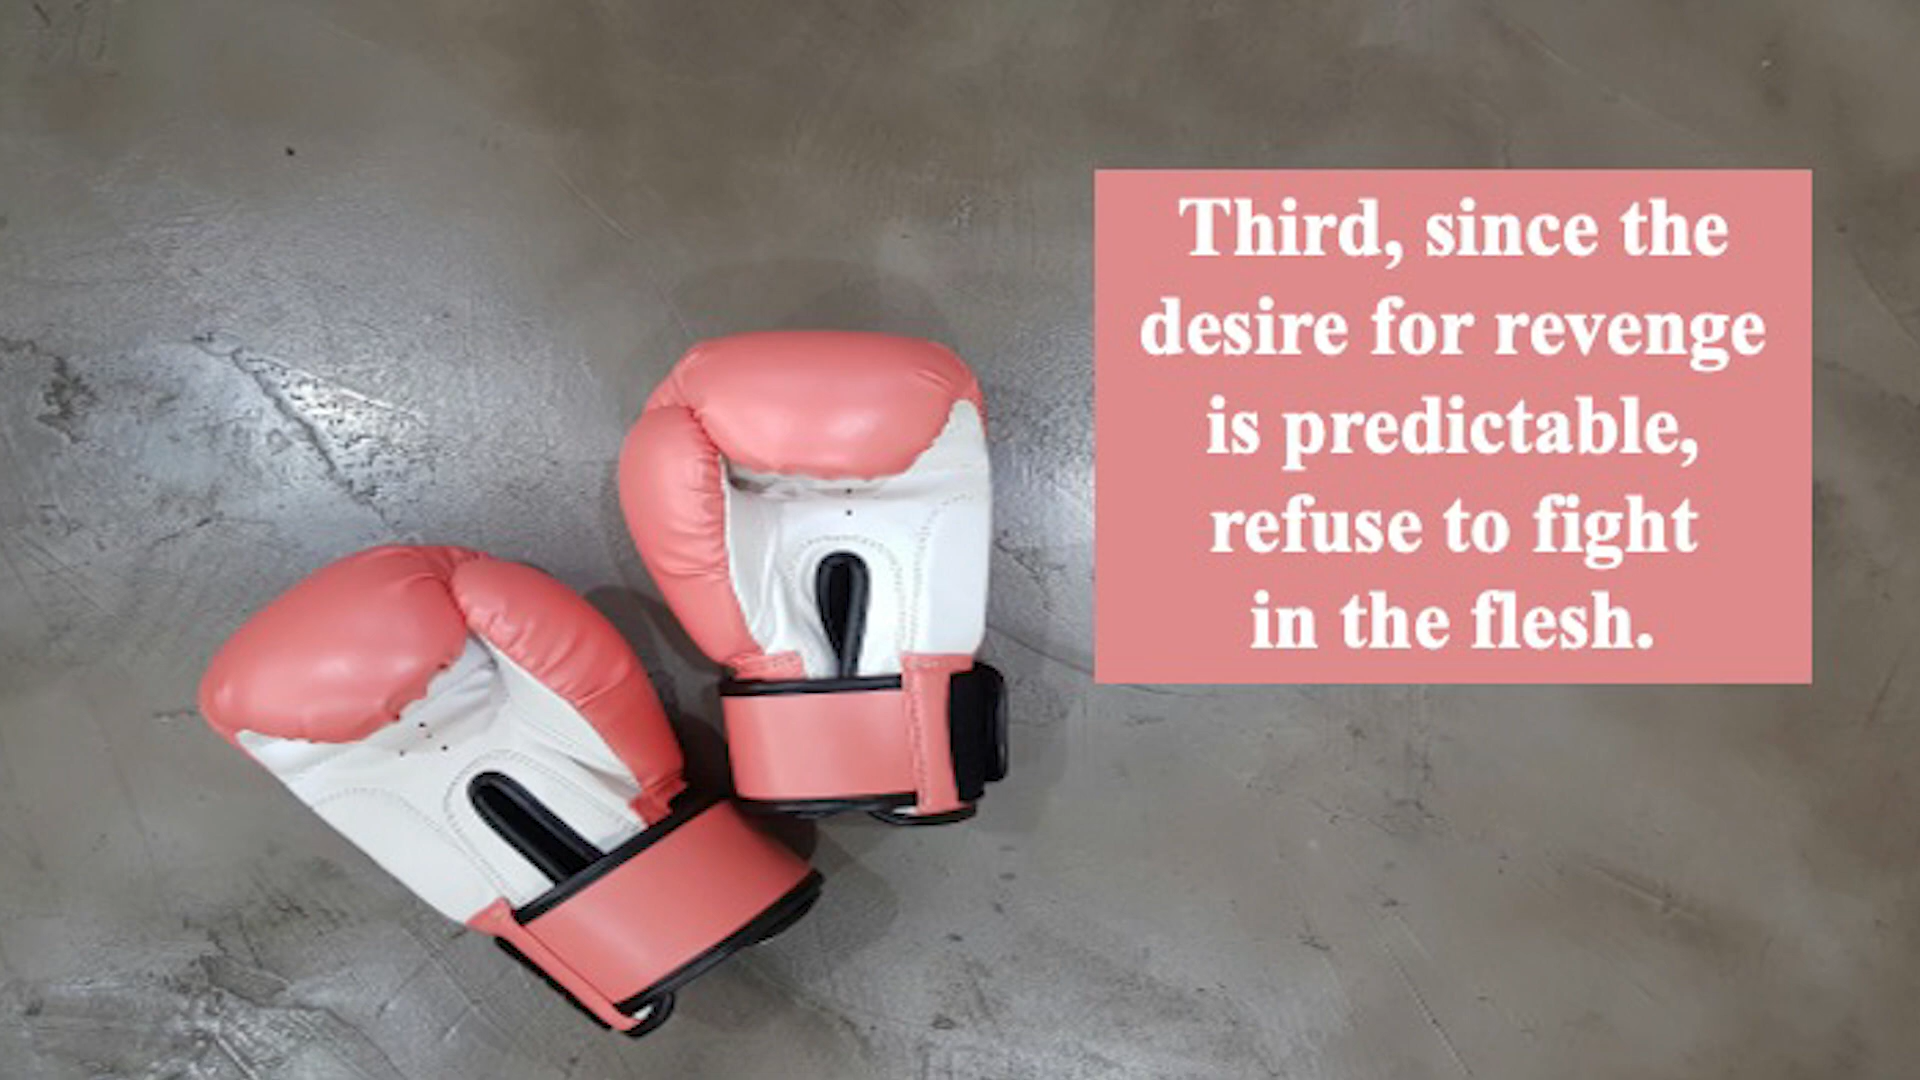 Third, since the
desire for revenge
is predictable,
refuse to fight
in the flesh.